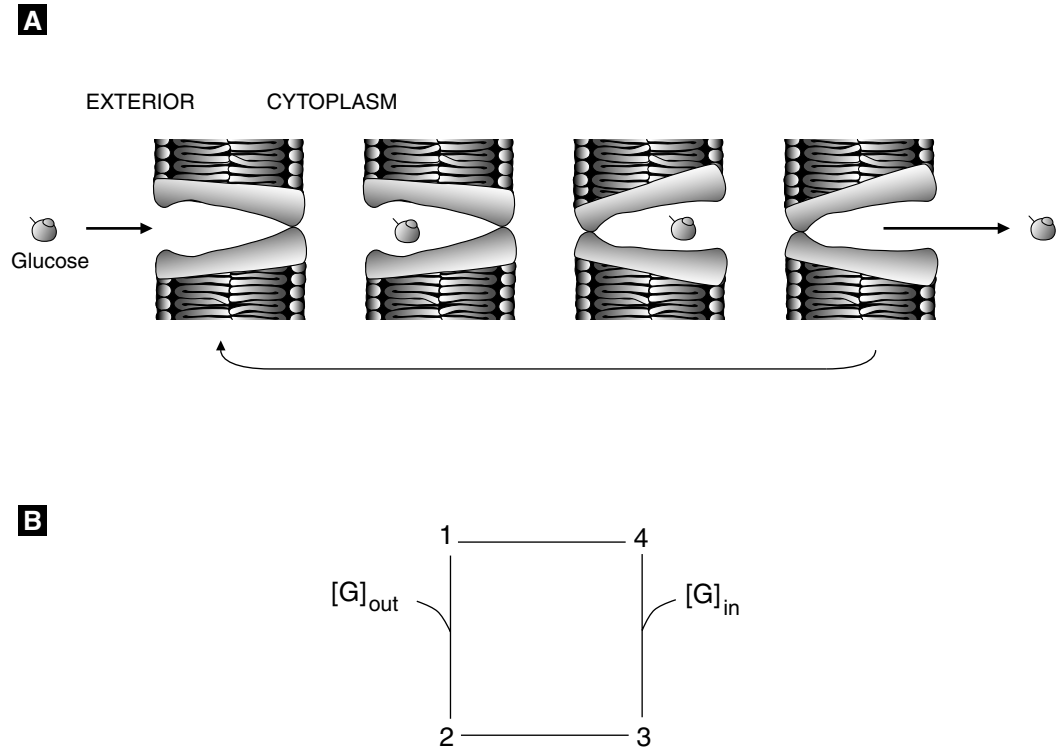 A
EXTERIOR CYTOPLASM
Glucose
B
1 4
[G]out [G]in
2 3